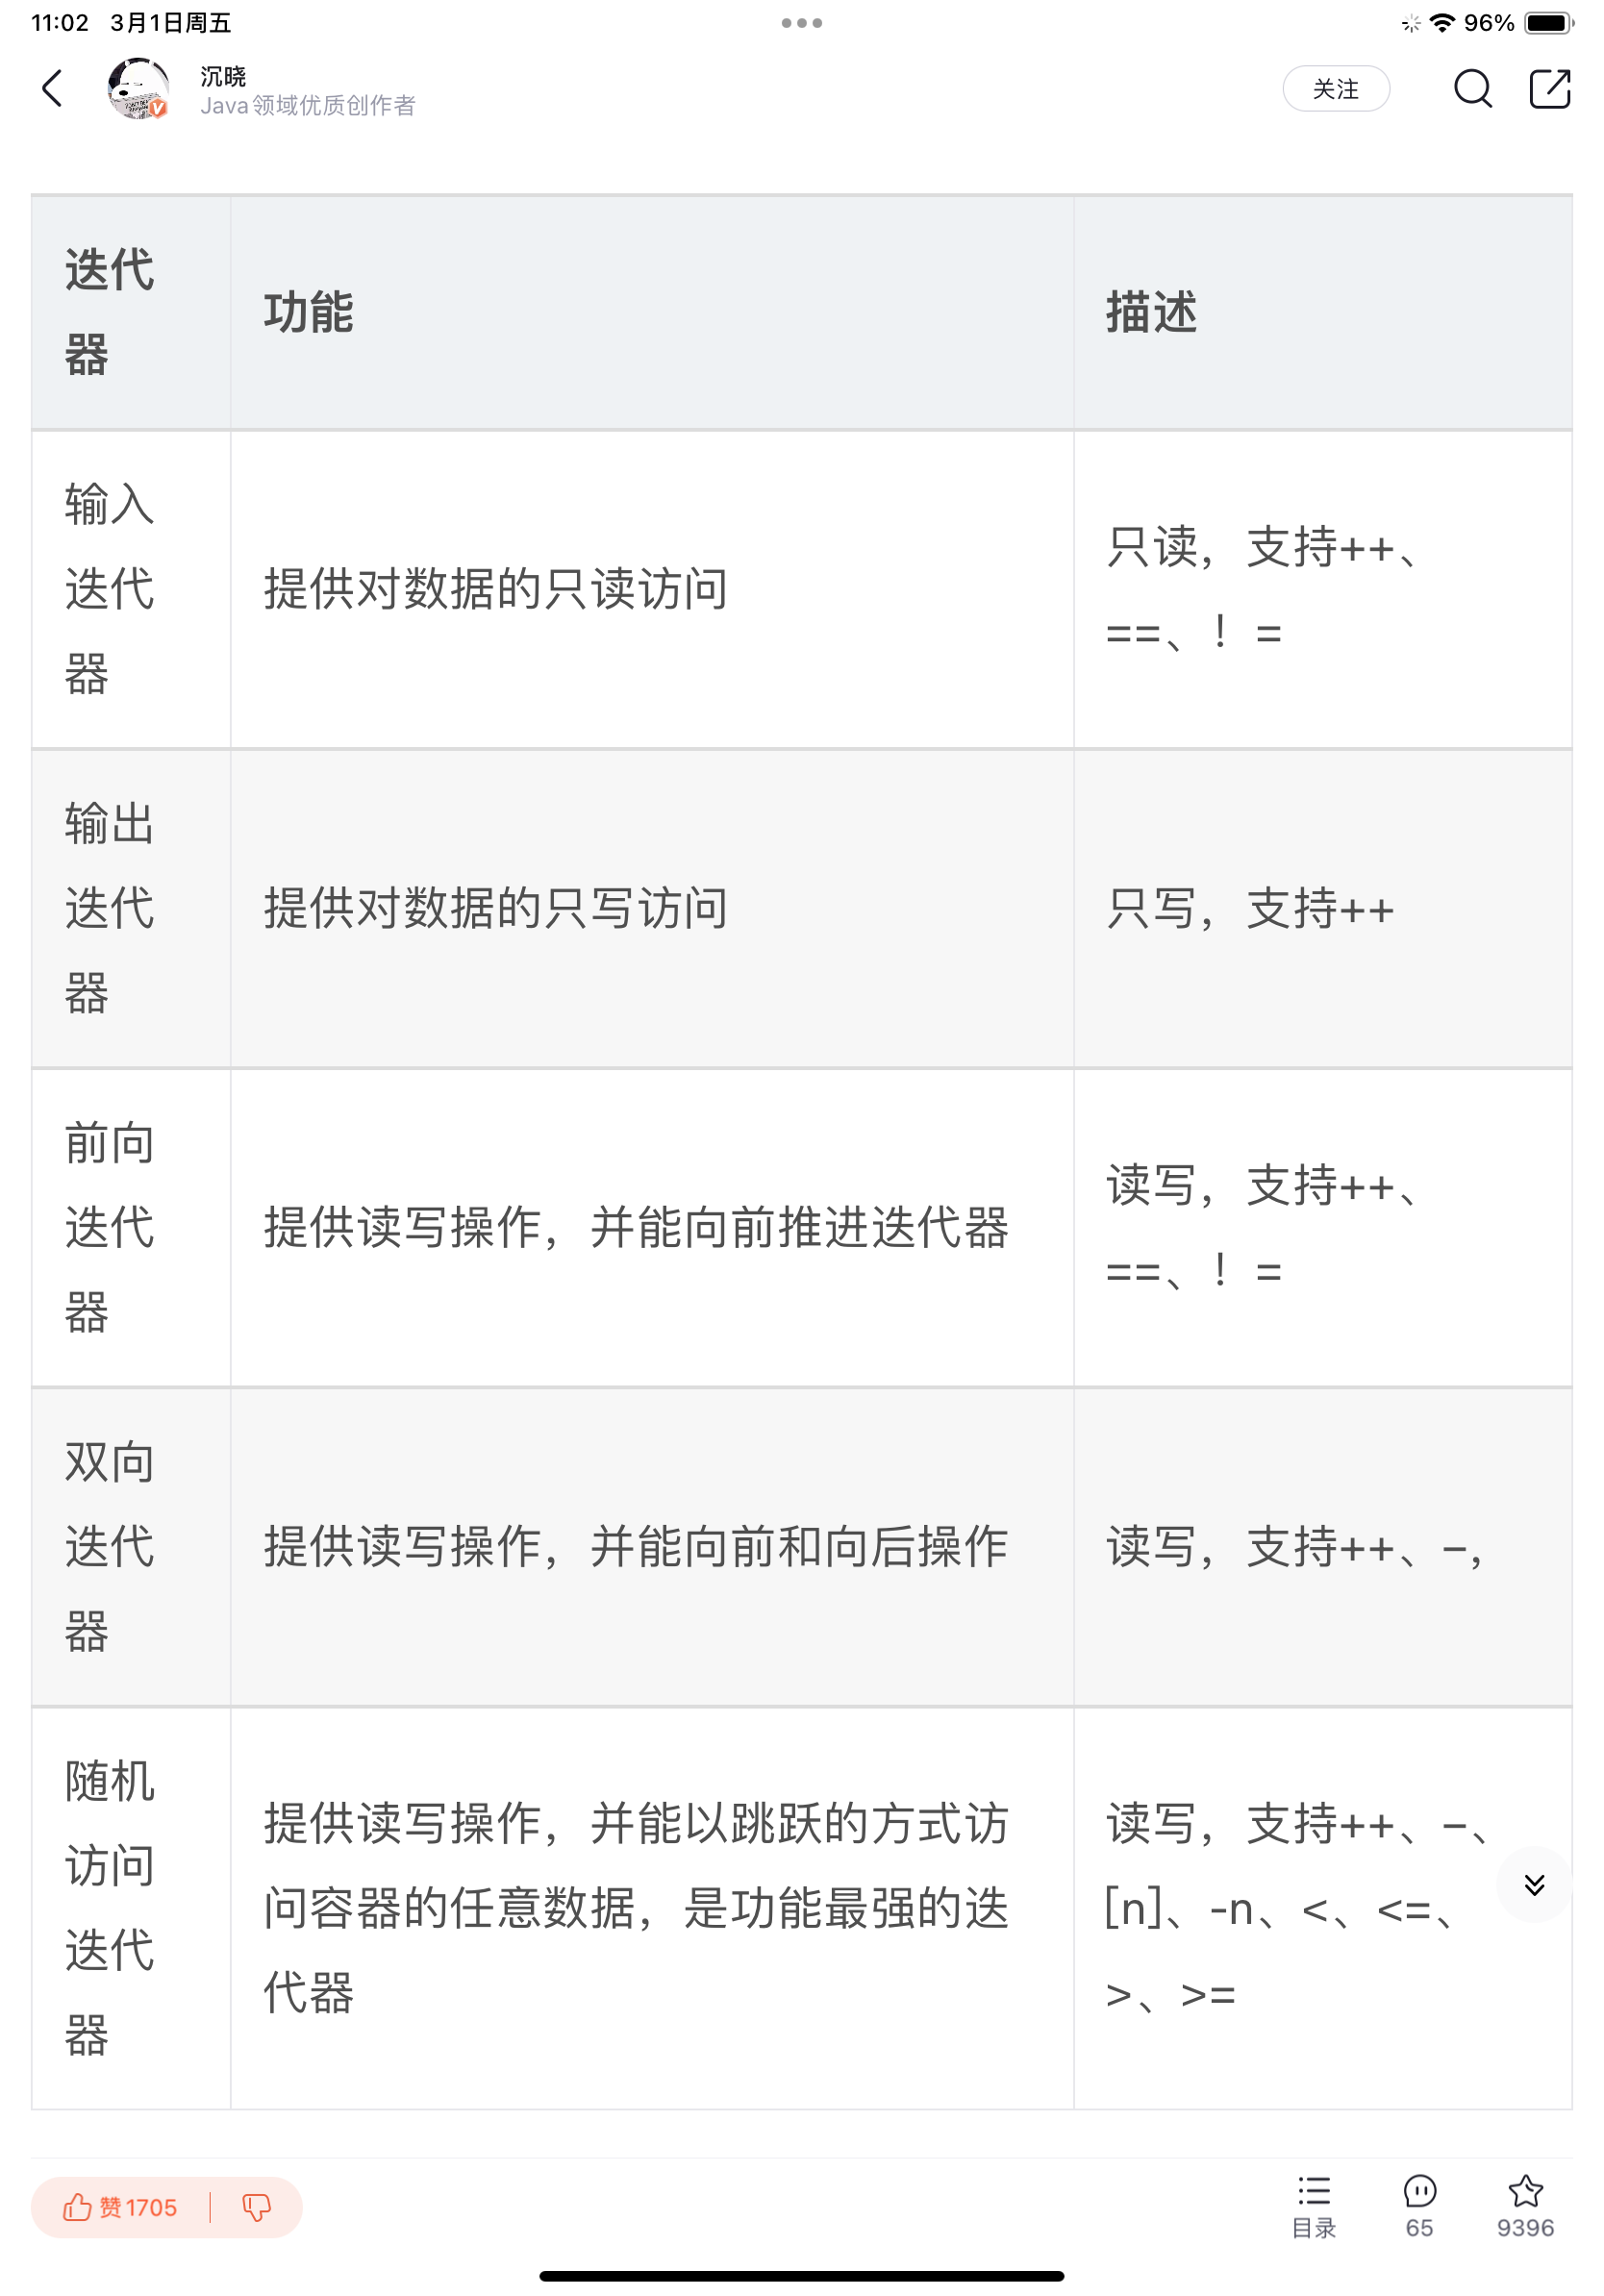 11:02 3月1日周五
96%
沉晓
Java领域优质创作者
关注
迭代
器
功能
描述
输入
迭代
器
提供对数据的只读访问
只读，支持++、
==、！=
输出
迭代
器
提供对数据的只写访问
只写，支持++
前向
迭代
器
提供读写操作，并能向前推进迭代器
读写，支持++、
==、！=
双向
迭代
器
提供读写操作，并能向前和向后操作
读写，支持++、–，
随机
访问
迭代
器
提供读写操作，并能以跳跃的方式访
问容器的任意数据，是功能最强的迭
代器
读写，支持++、–、
[n]、-n、<、<=、
>、>=
赞1705
目录
65
9396